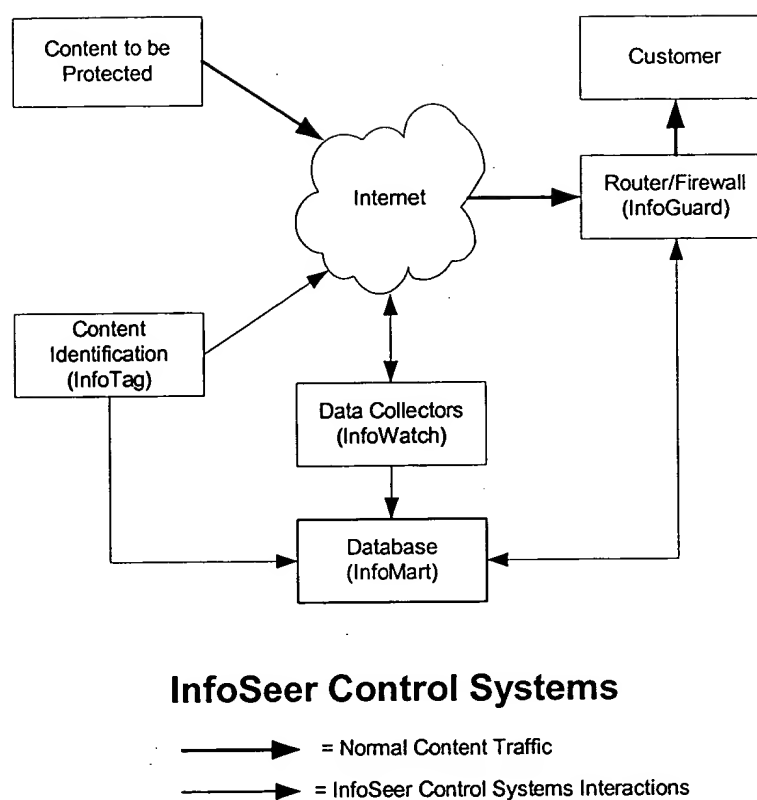 Content to be
Protected
Customer
Internet
Router/Firewall
(InfoGuard)
Content
Identification
(InfoTag)
Data Collectors
(InfoWatch)
Database
(InfoMart)
InfoSeer Control Systems
= Normal Content Traffic
= InfoSeer Control Systems Interactions